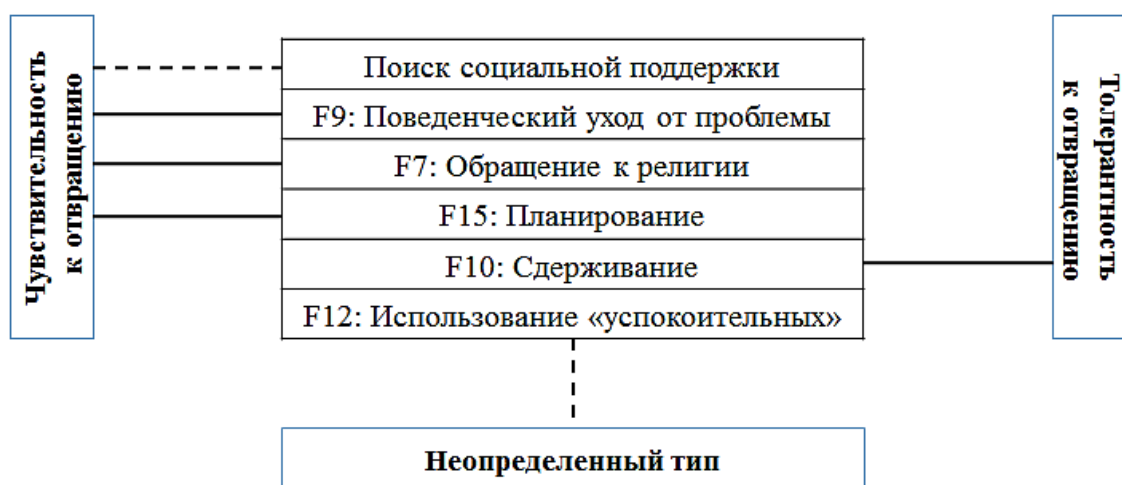 Чувствительность
к отвращению
Поиск социальной поддержки
F9: Поведенческий уход от проблемы
F7: Обращение к религии
F15: Планирование
F10: Сдерживание
F12: Использование «успокоительных»
Толерантность
к отвращению
Неопределенный тип